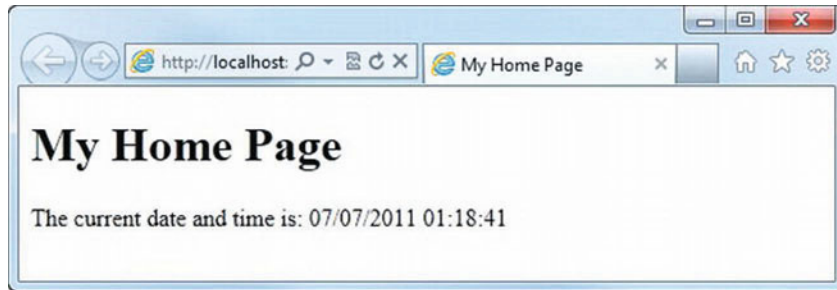 http://localhost:
My Home Page
My Home Page
The current date and time is: 07/07/2011 01:18:41